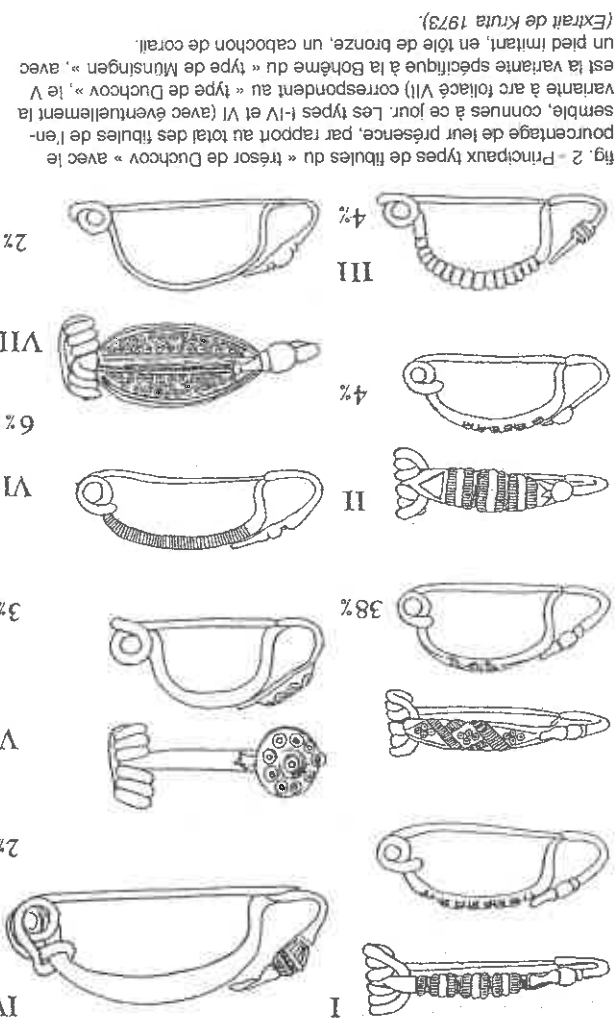 I
IV
2%
V
38%
3%
II
VI
4%
6%
VII
III
4%
2%
fig. 2 - Principaux types de fibules du « trésor de Duchcov » avec le
pourcentage de leur présence, par rapport au total des fibules de l'en-
semble, connues à ce jour. Les types I-IV et VI (avec éventuellement la
variante à arc foliacé VII) correspondent au « type de Duchcov », le V
est la variante spécifique à la Bohême du « type de Münsingen », avec
un pied imitant, en tôle de bronze, un cabochon de corail.
(Extrait de Kruta 1973).